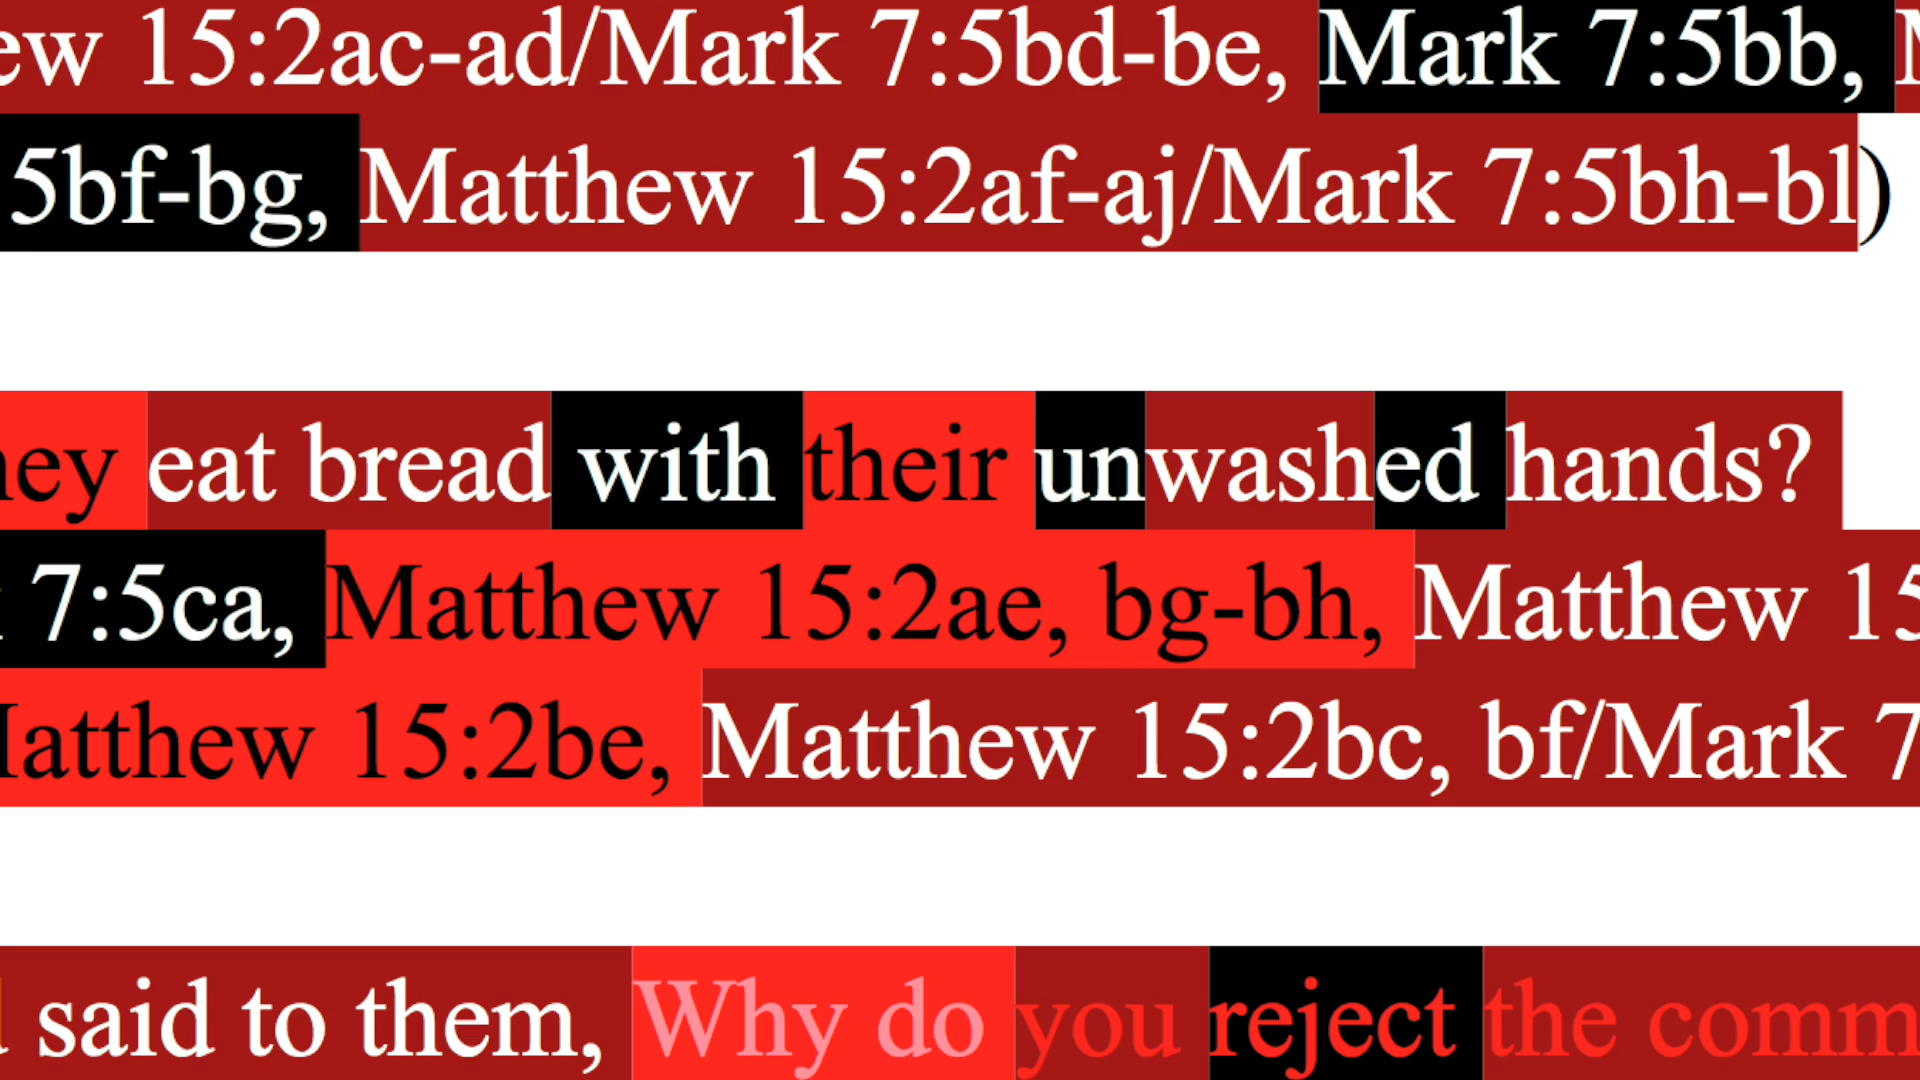 ew 15:2ac-ad/Mark 7:5bd-be, Mark 7:5bb,
5bf-bg, Matthew 15:2af-aj/Mark 7:5bh-bl)
hey eat bread with their unwashed hands?
7:5ca, Matthew 15:2ae, bg-bh, Matthew 15
Matthew 15:2be, Matthew 15:2bc, bf/Mark 7
said to them, Why do you reject the comm